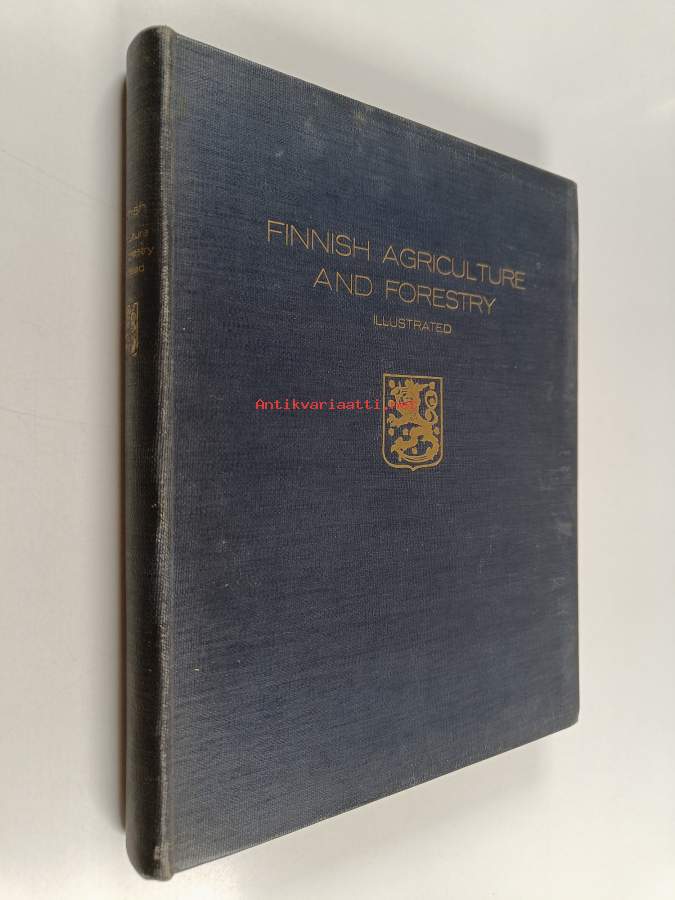 FINNISH AGRICULTURE
AND FORESTRY
ILLUSTRATED
Antikvariaatti.net